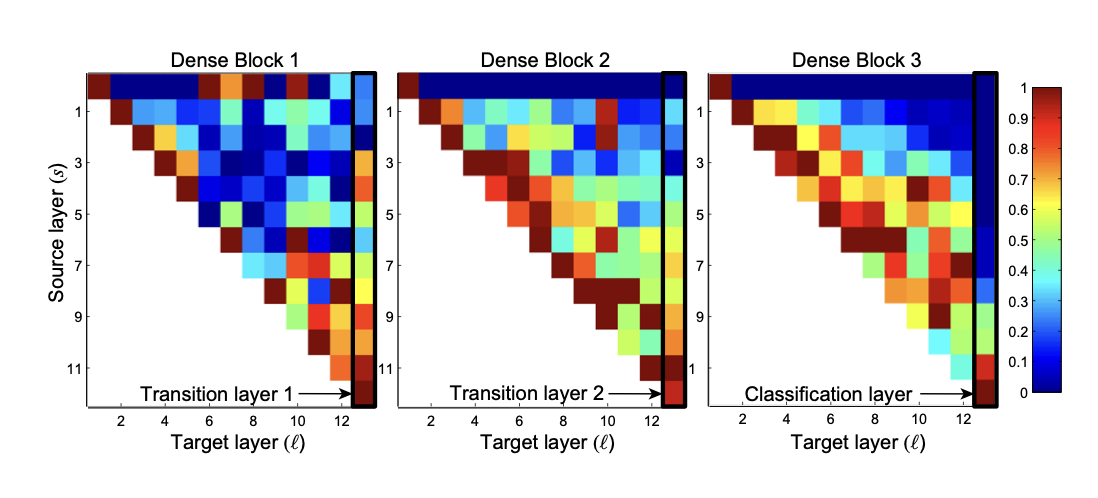 Dense Block 1
Dense Block 2
Dense Block 3
Source layer (s)
1
3
5
7
9
11
1
3
5
7
9
11
1
3
5
7
9
1
1
0.9
0.8
0.7
0.6
0.5
0.4
0.3
0.2
0.1
0
Transition layer 1
Transition layer 2
Classification layer
2 4 6 8 10 12
2 4 6 8 10 12
2 4 6 8 10 12
Target layer (ℓ)
Target layer (ℓ)
Target layer (ℓ)